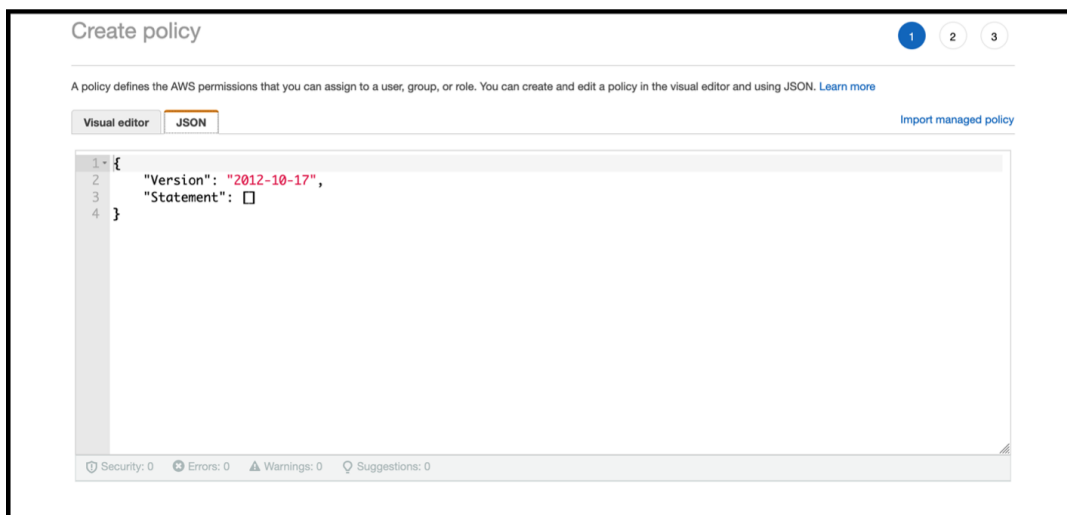 Create policy
1 2 3
A policy defines the AWS permissions that you can assign to a user, group, or role. You can create and edit a policy in the visual editor and using JSON. Learn more
Visual editor JSON Import managed policy
1 {
2 "Version": "2012-10-17",
3 "Statement": []
4 }
Security: 0 Errors: 0 Warnings: 0 Suggestions: 0